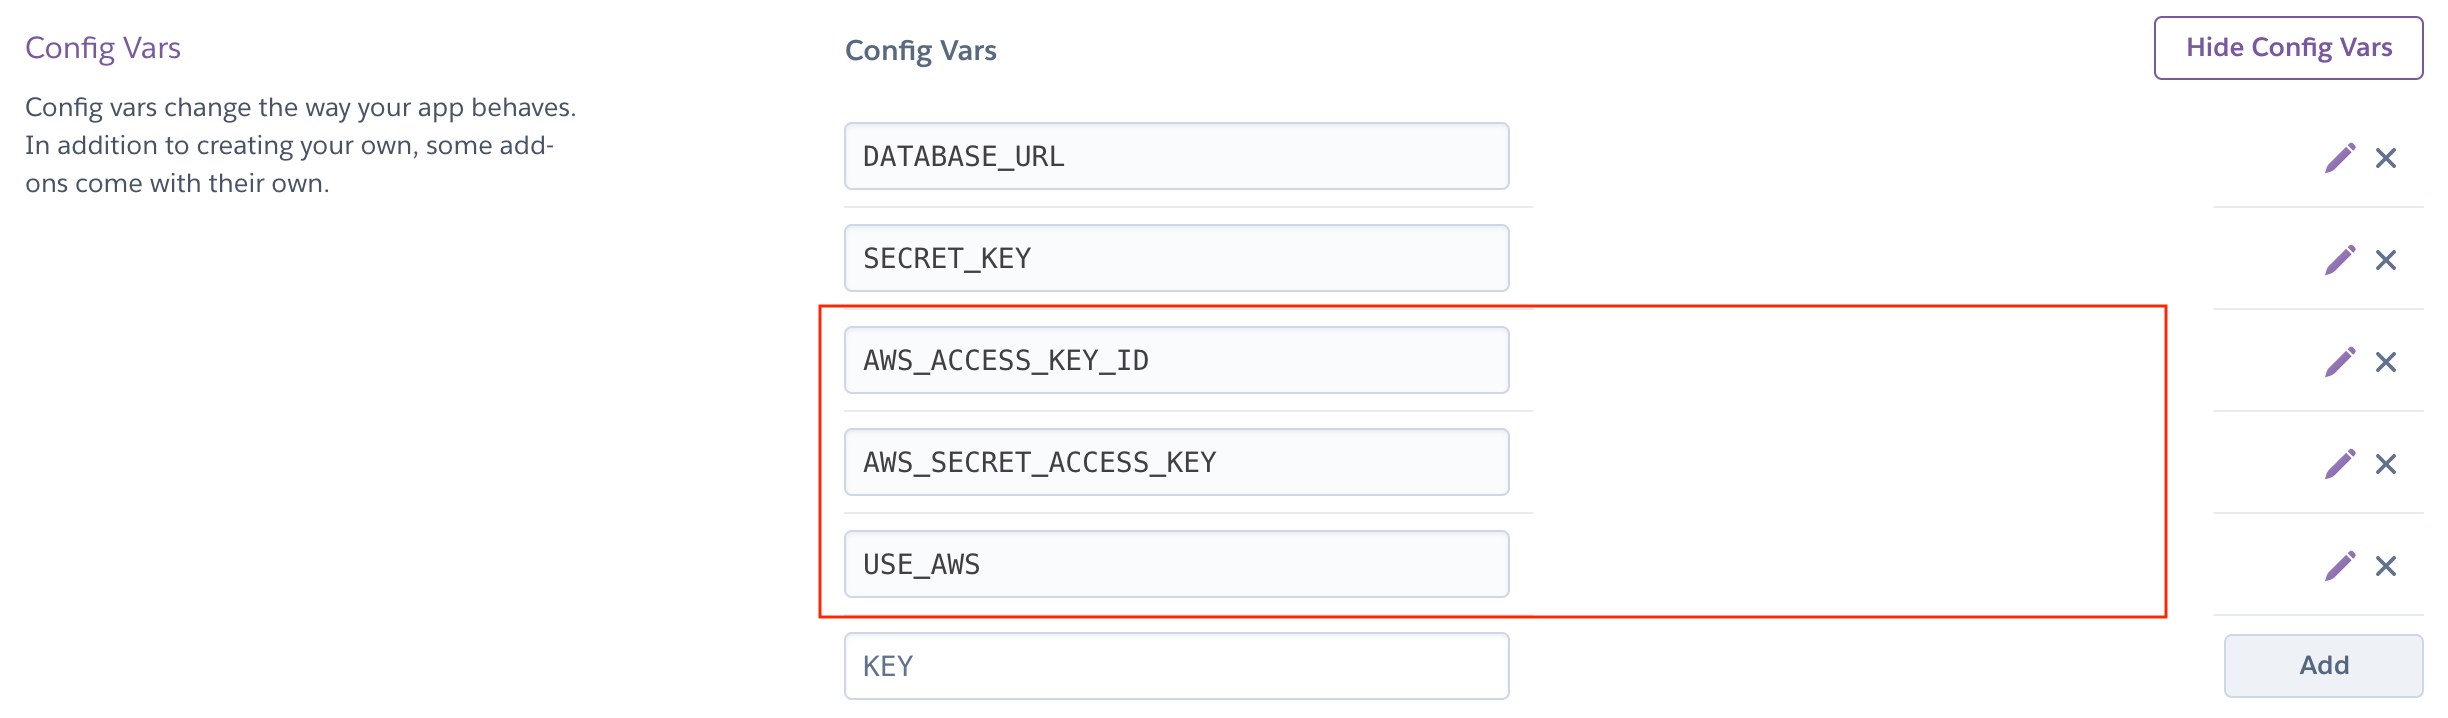 Config Vars
Config vars change the way your app behaves.
In addition to creating your own, some add-
ons come with their own.
Config Vars
Hide Config Vars
DATABASE_URL
SECRET_KEY
AWS_ACCESS_KEY_ID
AWS_SECRET_ACCESS_KEY
USE_AWS
KEY
Add